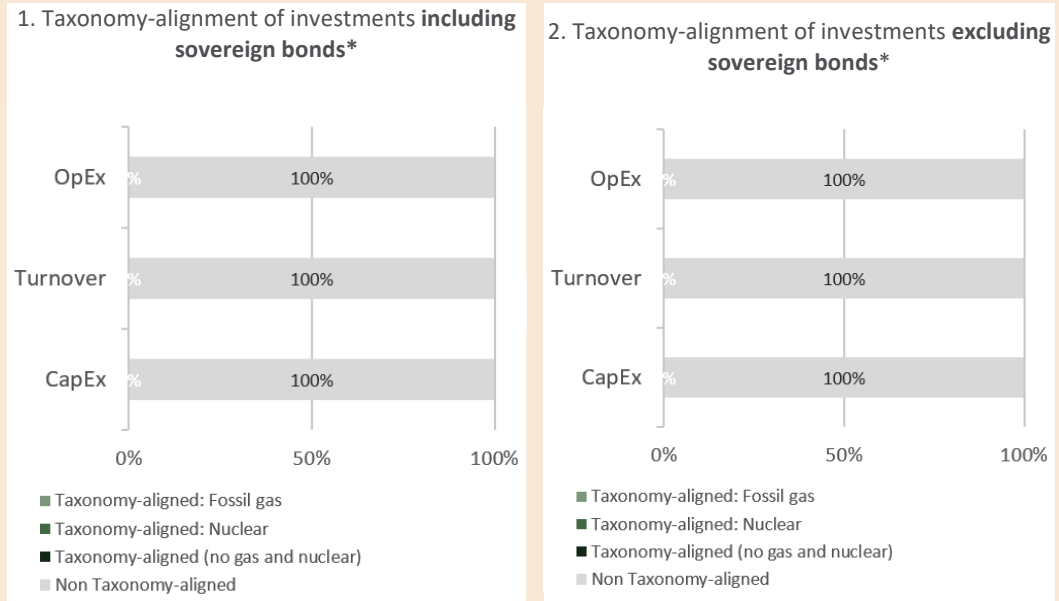 1. Taxonomy-alignment of investments including
sovereign bonds*
OpEx
%
100%
Turnover
%
100%
CapEx
%
100%
0%
50%
100%
Taxonomy-aligned: Fossil gas
Taxonomy-aligned: Nuclear
Taxonomy-aligned (no gas and nuclear)
Non Taxonomy-aligned
2. Taxonomy-alignment of investments excluding
sovereign bonds*
OpEx
%
100%
Turnover
%
100%
CapEx
%
100%
0%
50%
100%
Taxonomy-aligned: Fossil gas
Taxonomy-aligned: Nuclear
Taxonomy-aligned (no gas and nuclear)
Non Taxonomy-aligned